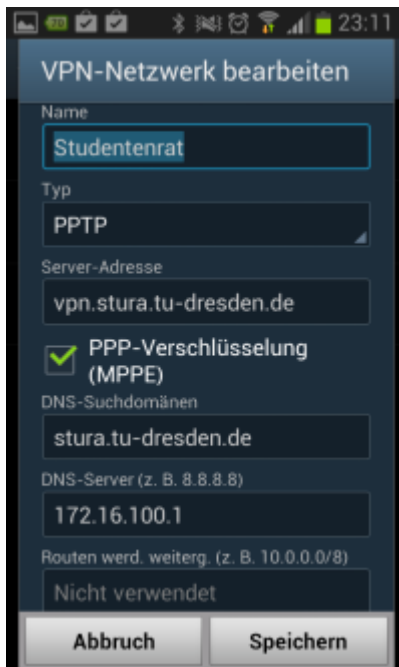 70
23:11
VPN-Netzwerk bearbeiten
Name
Studentenrat
Typ
PPTP
Server-Adresse
vpn.stura.tu-dresden.de
PPP-Verschlüsselung
(MPPE)
DNS-Suchdomänen
stura.tu-dresden.de
DNS-Server (z. B. 8.8.8.8)
172.16.100.1
Routen werd. weiterg. (z. B. 10.0.0.0/8)
Nicht verwendet
Abbruch
Speichern